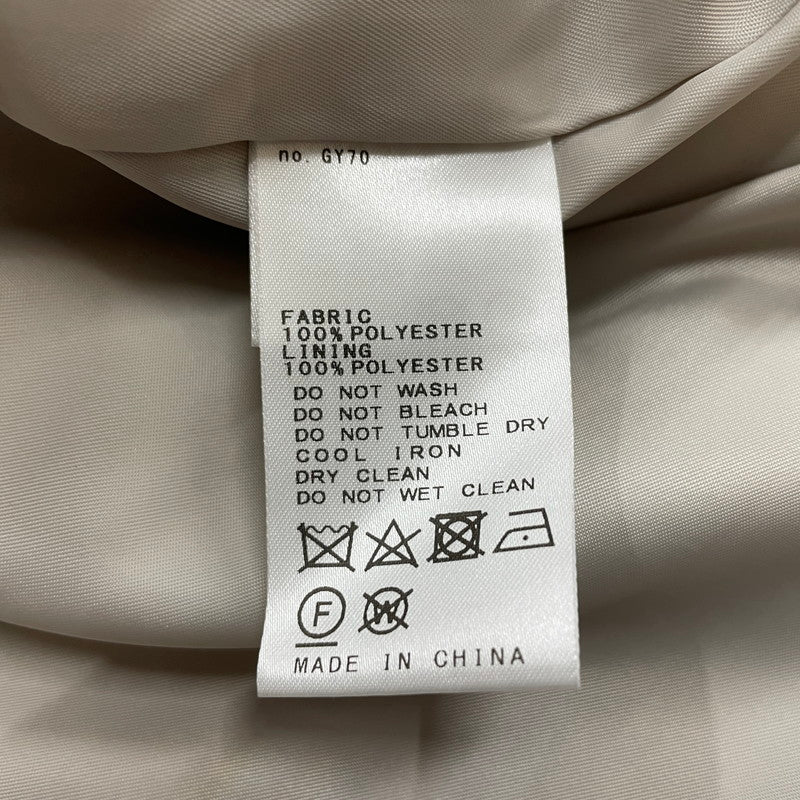 no. GY70
FABRIC
100% POLYESTER
LINING
100% POLYESTER
DO NOT WASH
DO NOT BLEACH
DO NOT TUMBLE DRY
COOL IRON
DRY CLEAN
DO NOT WET CLEAN
F W
MADE IN CHINA